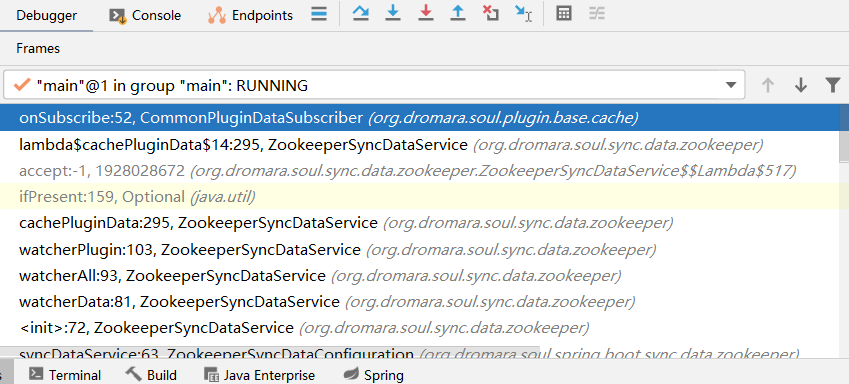 Debugger Console Endpoints
Frames
"main"@1 in group "main": RUNNING
onSubscribe:52, CommonPluginDataSubscriber (org.dromara.soul.plugin.base.cache)
lambda$cachePluginData$14:295, ZookeeperSyncDataService (org.dromara.soul.sync.data.zookeeper)
accept:-1, 1928028672 (org.dromara.soul.sync.data.zookeeper.ZookeeperSyncDataService$$Lambda$517)
ifPresent:159, Optional (java.util)
cachePluginData:295, ZookeeperSyncDataService (org.dromara.soul.sync.data.zookeeper)
watcherPlugin:103, ZookeeperSyncDataService (org.dromara.soul.sync.data.zookeeper)
watcherAll:93, ZookeeperSyncDataService (org.dromara.soul.sync.data.zookeeper)
watcherData:81, ZookeeperSyncDataService (org.dromara.soul.sync.data.zookeeper)
<init>:72, ZookeeperSyncDataService (org.dromara.soul.sync.data.zookeeper)
syncDataService:63, ZookeeperSyncDataConfiguration (org.dromara.soul.spring.boot.sync.data.zookeeper)
Terminal Build Java Enterprise Spring